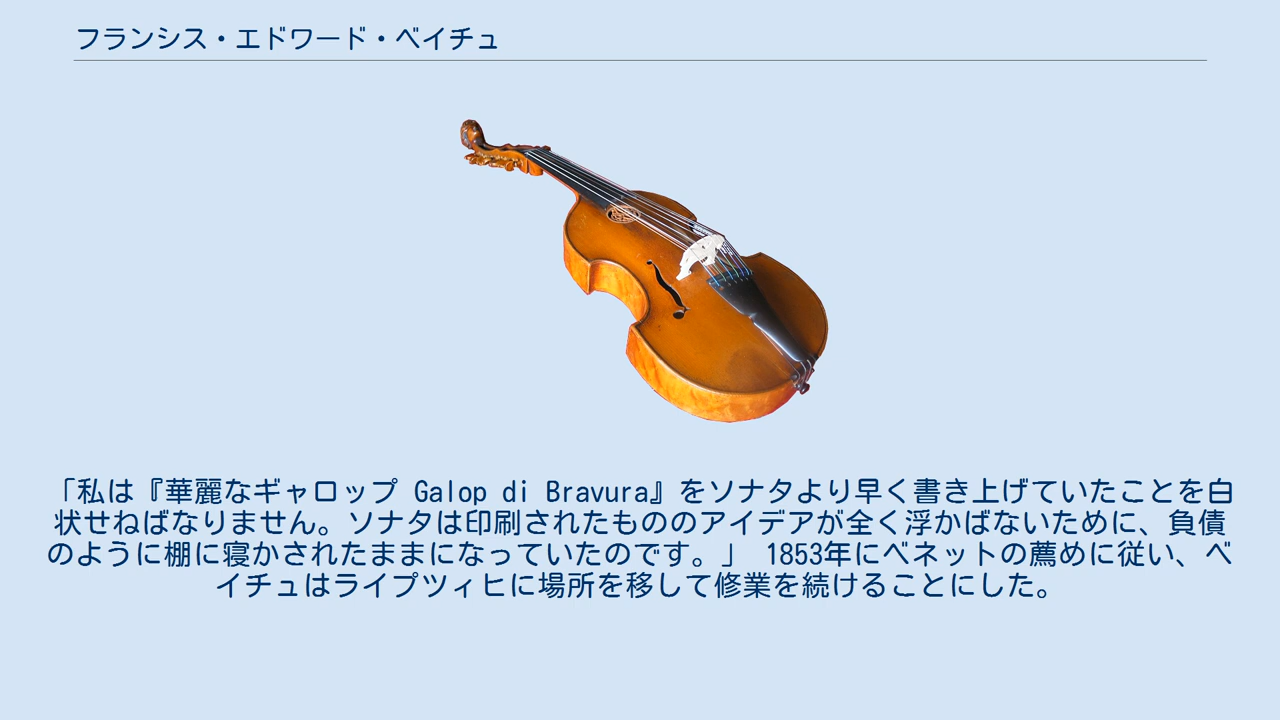 フランシス・エドワード・ベイチュ
「私は『華麗なギャロップ Galop di Bravura』をソナタより早く書き上げていたことを白
状せねばなりません。ソナタは印刷されたもののアイデアが全く浮かばないために、負債
のように棚に寝かされたままになっていたのです。」 1853年にベネットの薦めに従い、ベ
イチュはライプツィヒに場所を移して修業を続けることにした。